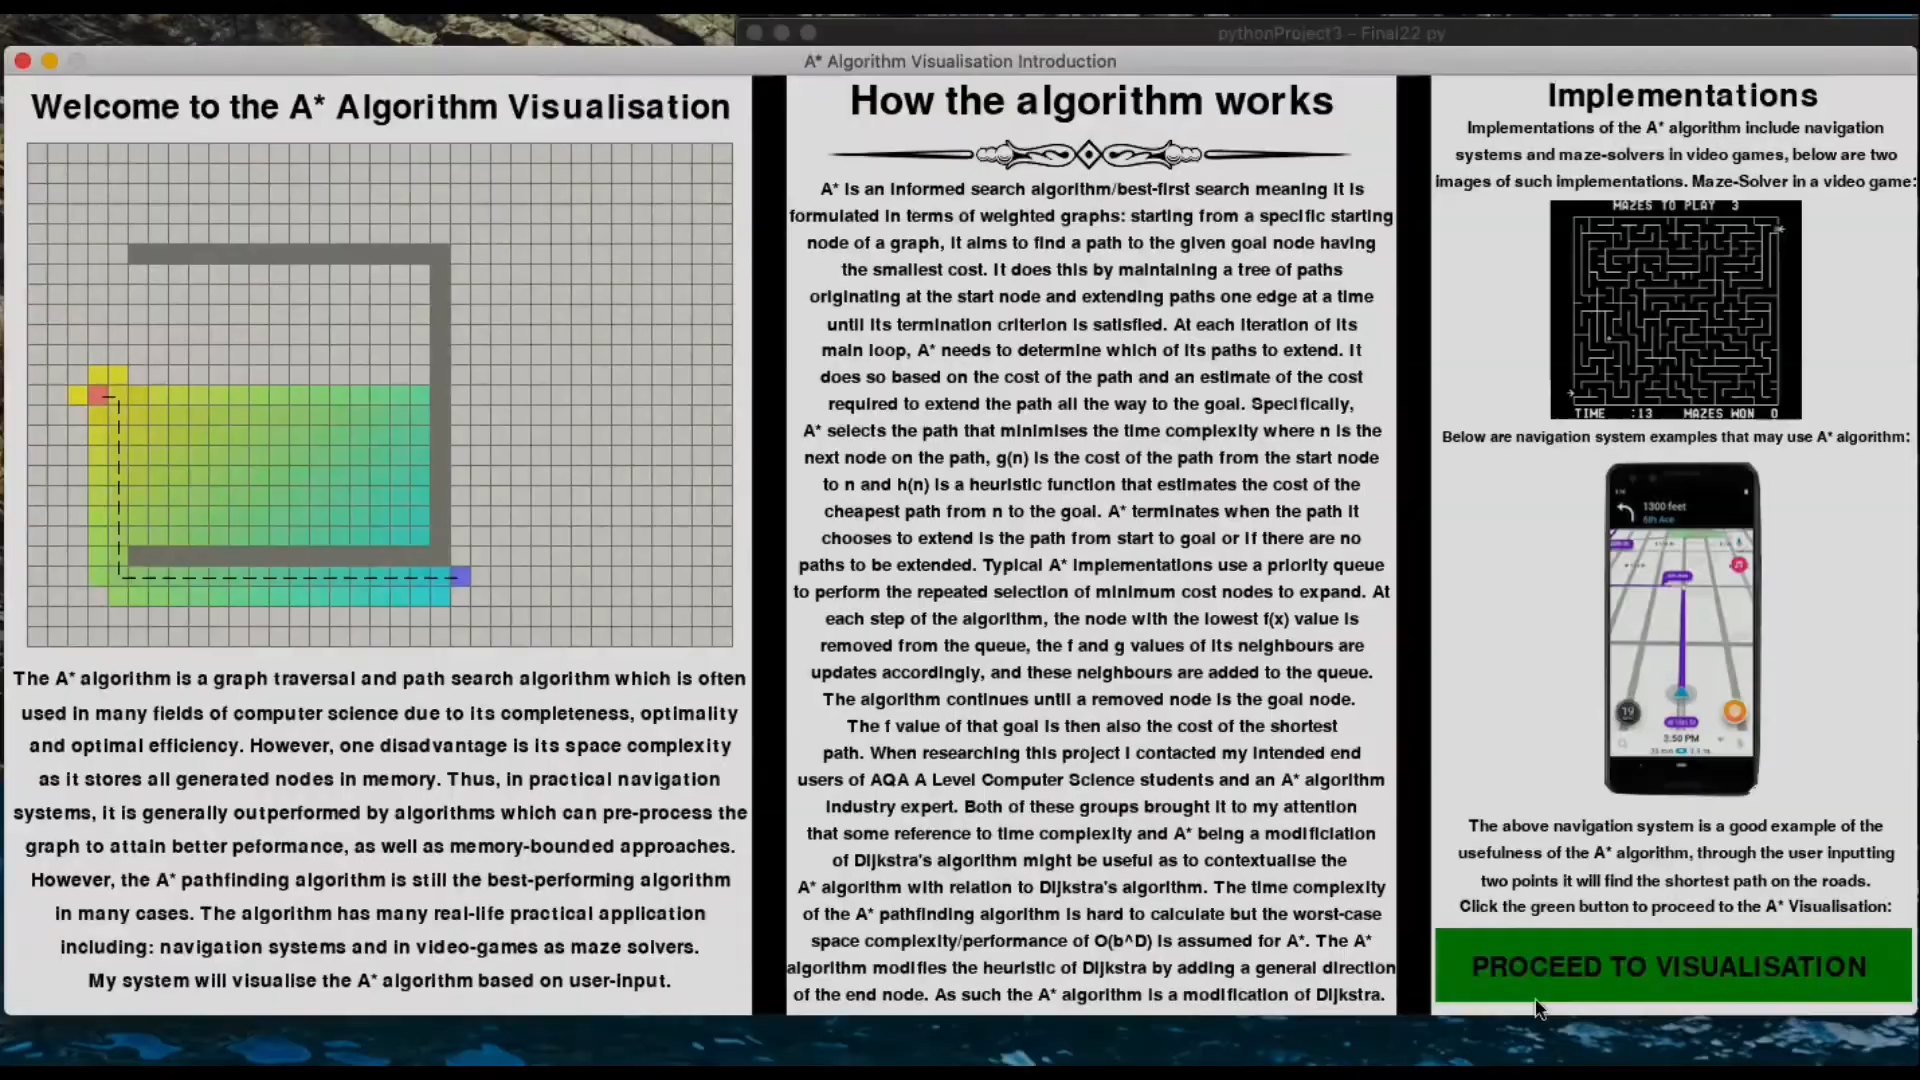 pythonProject3 – Final22.py
A* Algorithm Visualisation Introduction
Welcome to the A* Algorithm Visualisation
The A* algorithm is a graph traversal and path search algorithm which is often
used in many fields of computer science due to its completeness, optimality
and optimal efficiency. However, one disadvantage is its space complexity
as it stores all generated nodes in memory. Thus, in practical navigation
systems, it is generally outperformed by algorithms which can pre-process the
graph to attain better peformance, as well as memory-bounded approaches.
However, the A* pathfinding algorithm is still the best-performing algorithm
in many cases. The algorithm has many real-life practical application
including: navigation systems and in video-games as maze solvers.
My system will visualise the A* algorithm based on user-input.
How the algorithm works
A* is an informed search algorithm/best-first search meaning it is
formulated in terms of weighted graphs: starting from a specific starting
node of a graph, it aims to find a path to the given goal node having
the smallest cost. It does this by maintaining a tree of paths
originating at the start node and extending paths one edge at a time
until its termination criterion is satisfied. At each iteration of its
main loop, A* needs to determine which of its paths to extend. It
does so based on the cost of the path and an estimate of the cost
required to extend the path all the way to the goal. Specifically,
A* selects the path that minimises the time complexity where n is the
next node on the path, g(n) is the cost of the path from the start node
to n and h(n) is a heuristic function that estimates the cost of the
cheapest path from n to the goal. A* terminates when the path it
chooses to extend is the path from start to goal or if there are no
paths to be extended. Typical A* implementations use a priority queue
to perform the repeated selection of minimum cost nodes to expand. At
each step of the algorithm, the node with the lowest f(x) value is
removed from the queue, the f and g values of its neighbours are
updates accordingly, and these neighbours are added to the queue.
The algorithm continues until a removed node is the goal node.
The f value of that goal is then also the cost of the shortest
path. When researching this project I contacted my intended end
users of AQA A Level Computer Science students and an A* algorithm
industry expert. Both of these groups brought it to my attention
that some reference to time complexity and A* being a modificiation
of Dijkstra's algorithm might be useful as to contextualise the
A* algorithm with relation to Dijkstra's algorithm. The time complexity
of the A* pathfinding algorithm is hard to calculate but the worst-case
space complexity/performance of O(b^D) is assumed for A*. The A*
algorithm modifies the heuristic of Dijkstra by adding a general direction
of the end node. As such the A* algorithm is a modification of Dijkstra.
Implementations
Implementations of the A* algorithm include navigation
systems and maze-solvers in video games, below are two
images of such implementations. Maze-Solver in a video game:
MAZES TO PLAY 3
TIME :13 MAZES WON 0
Below are navigation system examples that may use A* algorithm:
1300 feet
6th Ave
19
3:50 PM
The above navigation system is a good example of the
usefulness of the A* algorithm, through the user inputting
two points it will find the shortest path on the roads.
Click the green button to proceed to the A* Visualisation:
PROCEED TO VISUALISATION